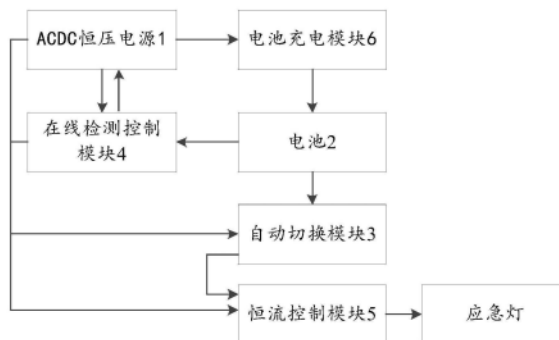 ACDC恒压电源1
电池充电模块6
在线检测控制
模块4
电池2
自动切换模块3
恒流控制模块5
应急灯